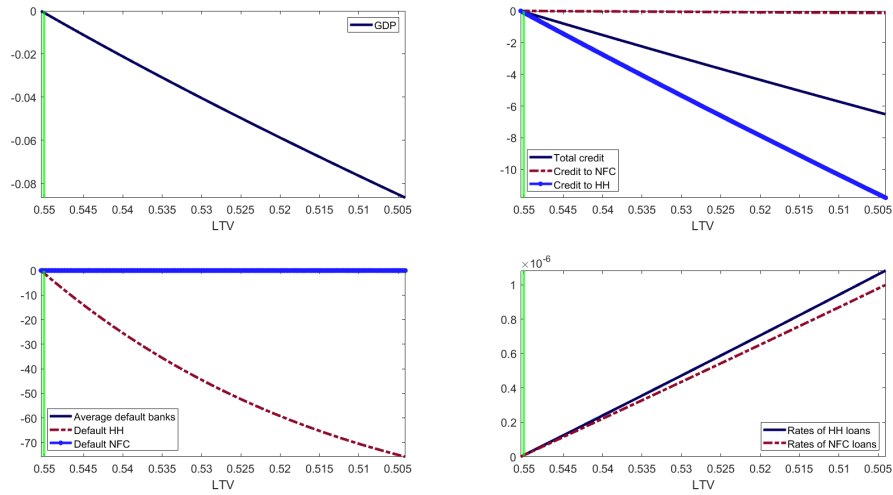 0
-0.02
-0.04
-0.06
-0.08
GDP
0.55 0.545 0.54 0.535 0.53 0.525 0.52 0.515 0.51 0.505
LTV
0
-2
-4
-6
-8
-10
Total credit
Credit to NFC
Credit to HH
0.55 0.545 0.54 0.535 0.53 0.525 0.52 0.515 0.51 0.505
LTV
0
-10
-20
-30
-40
-50
-60
-70
Average default banks
Default HH
Default NFC
0.55 0.545 0.54 0.535 0.53 0.525 0.52 0.515 0.51 0.505
LTV
×10⁻⁶
1
0.8
0.6
0.4
0.2
0
Rates of HH loans
Rates of NFC loans
0.55 0.545 0.54 0.535 0.53 0.525 0.52 0.515 0.51 0.505
LTV